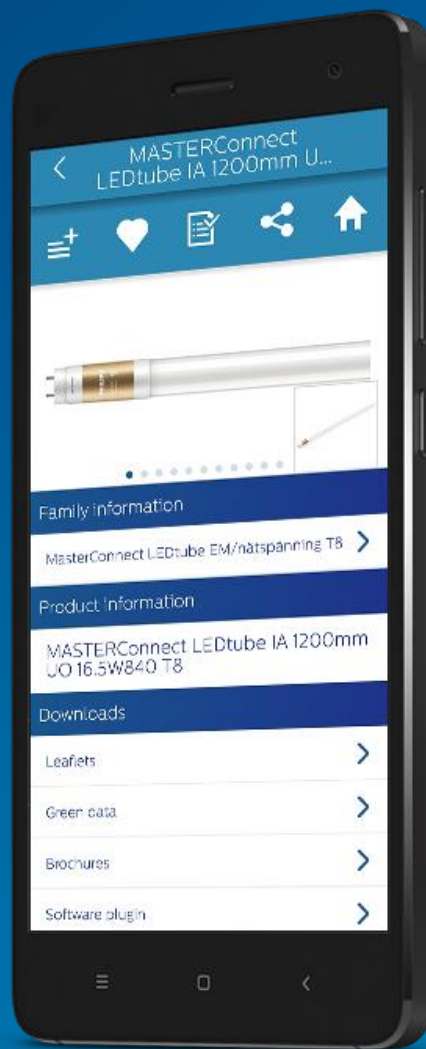 MASTERConnect
LEDtube IA 1200mm U...
Family information
MasterConnect LEDtube EM/nätspänning T8
Product information
MASTERConnect LEDtube IA 1200mm
UO 16.5W840 T8
Downloads
Leaflets
Green data
Brochures
Software plugin